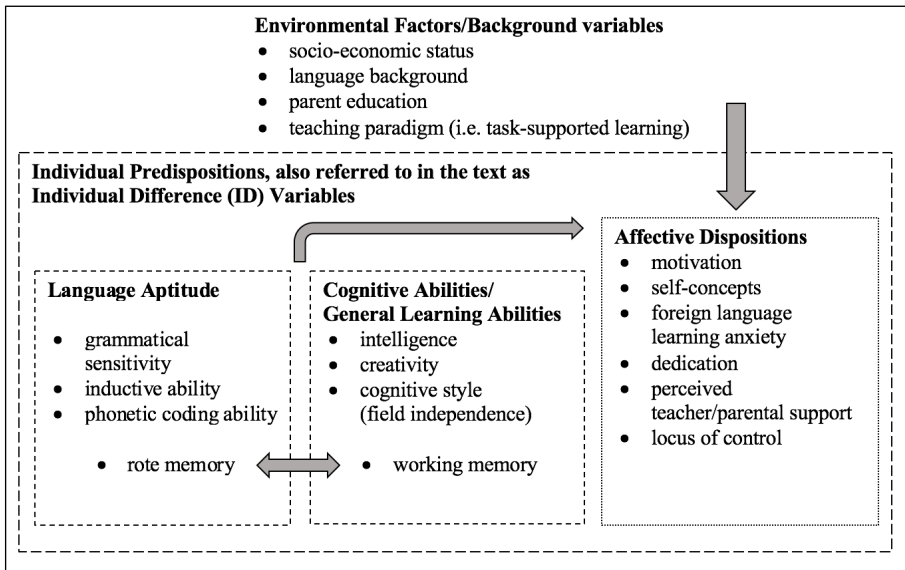 Environmental Factors/Background variables
• socio-economic status
• language background
• parent education
• teaching paradigm (i.e. task-supported learning)
Individual Predispositions, also referred to in the text as
Individual Difference (ID) Variables
Language Aptitude
• grammatical
sensitivity
• inductive ability
• phonetic coding ability
• rote memory
Cognitive Abilities/
General Learning Abilities
• intelligence
• creativity
• cognitive style
(field independence)
• working memory
Affective Dispositions
• motivation
• self-concepts
• foreign language
learning anxiety
• dedication
• perceived
teacher/parental support
• locus of control